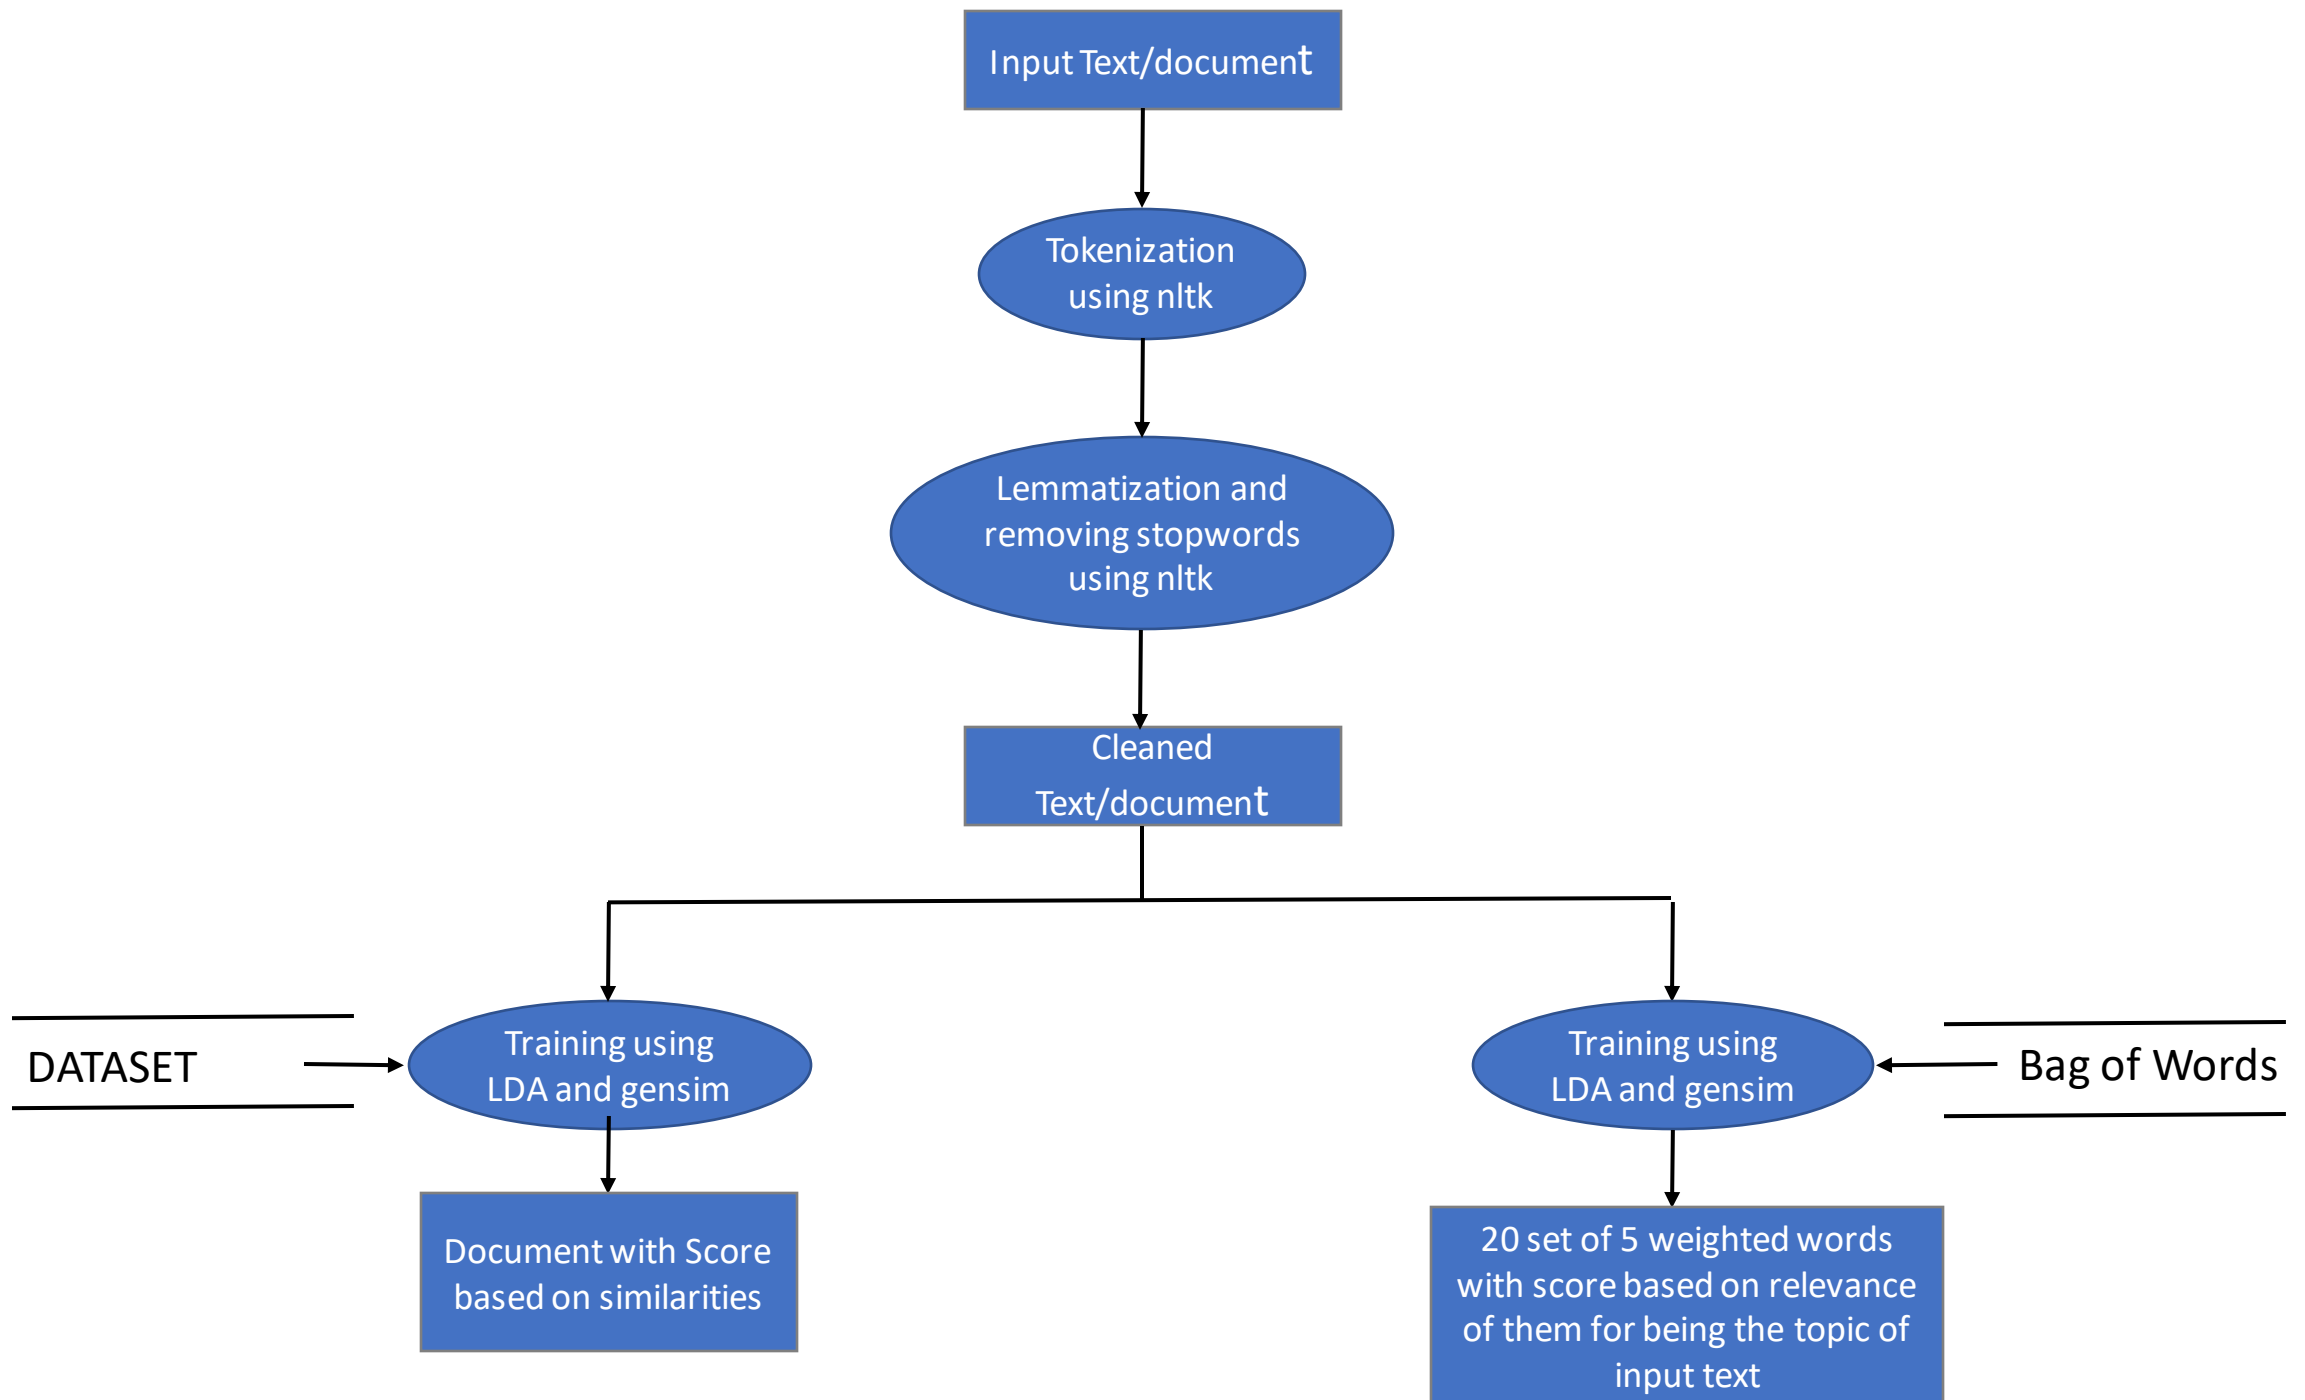 Input Text/document
Tokenization
using nltk
Lemmatization and
removing stopwords
using nltk
Cleaned
Text/document
DATASET
Training using
LDA and gensim
Training using
LDA and gensim
Bag of Words
Document with Score
based on similarities
20 set of 5 weighted words
with score based on relevance
of them for being the topic of
input text